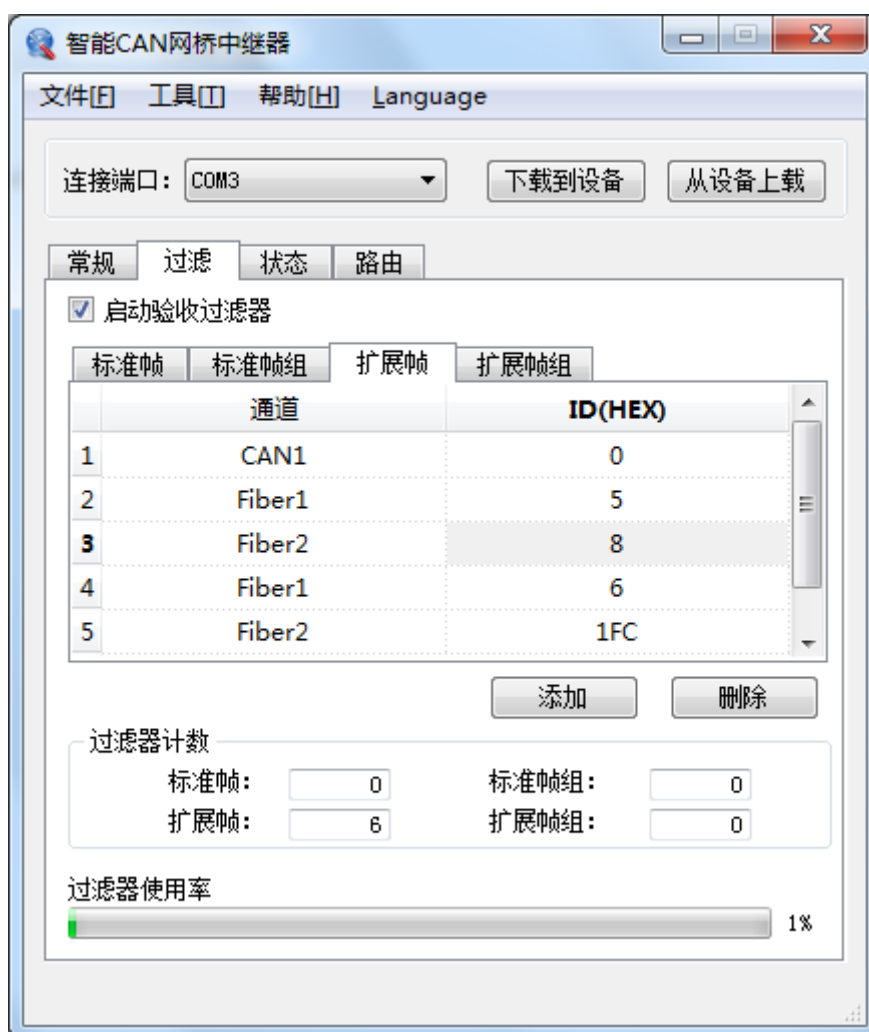 智能CAN网桥中继器
文件[F] 工具[T] 帮助[H] Language
连接端口: COM3 下载到设备 从设备上载
常规 过滤 状态 路由
启动验收过滤器
标准帧 标准帧组 扩展帧 扩展帧组
通道 ID(HEX)
1 CAN1 0
2 Fiber1 5
3 Fiber2 8
4 Fiber1 6
5 Fiber2 1FC
添加 删除
过滤器计数
标准帧: 0 标准帧组: 0
扩展帧: 6 扩展帧组: 0
过滤器使用率
1%